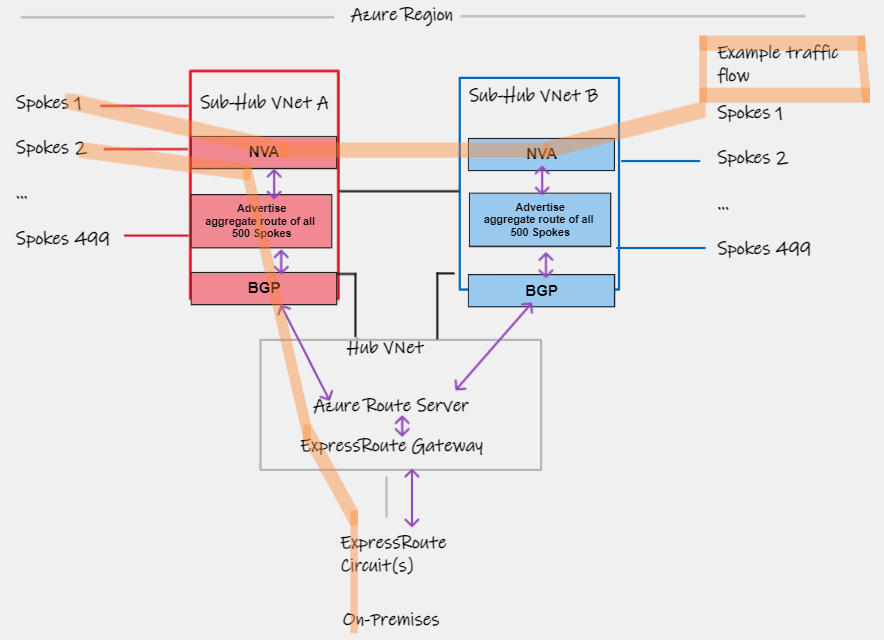 Azure Region
Example traffic
flow
Sub-Hub VNet A
Sub-Hub VNet B
Spokes 1
Spokes 1
NVA
NVA
Spokes 2
Spokes 2
...
...
Advertise
aggregate route of all
500 Spokes
Advertise
aggregate route of all
500 Spokes
Spokes 499
Spokes 499
BGP
BGP
Hub VNet
Azure Route Server
ExpressRoute Gateway
ExpressRoute
Circuit(s)
On-Premises